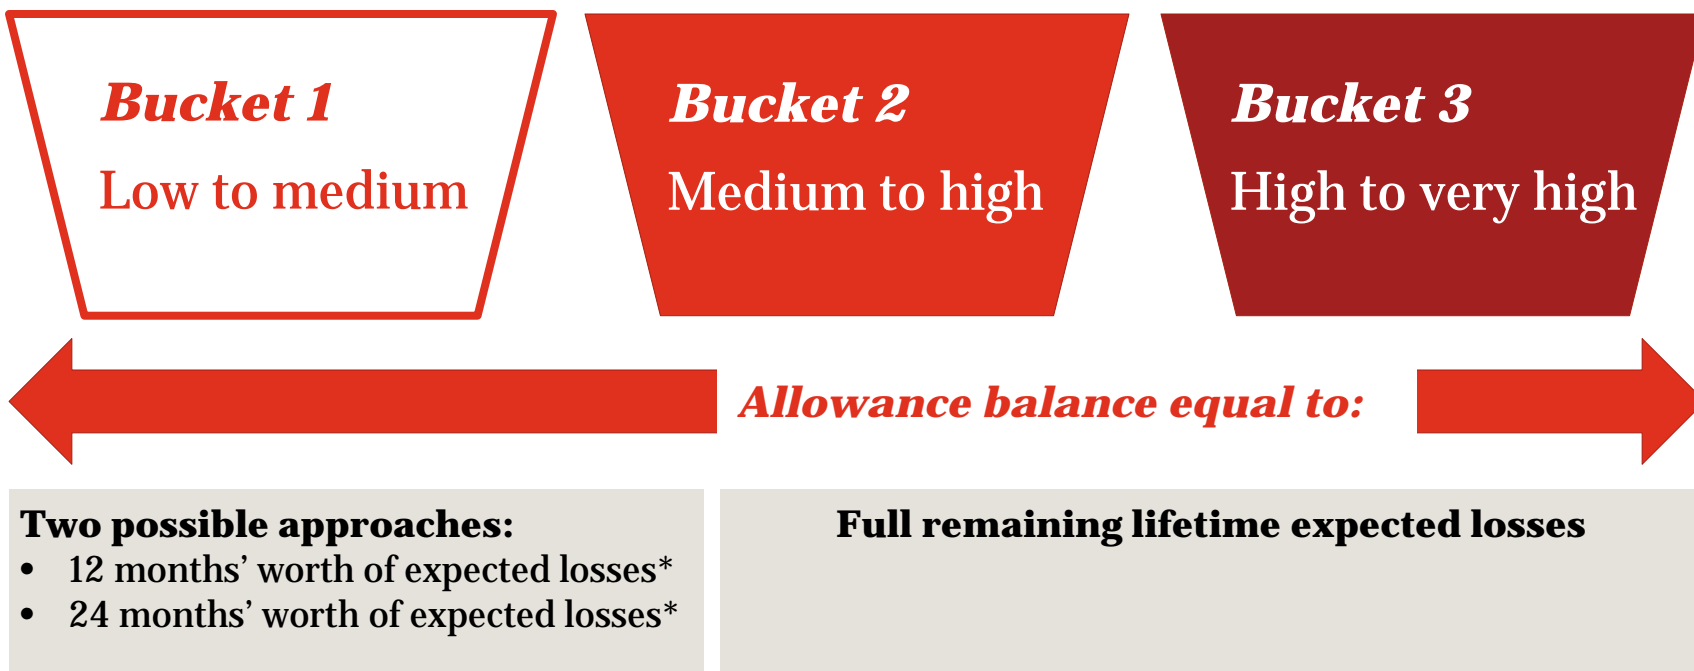 Bucket 1
Low to medium
Bucket 2
Medium to high
Bucket 3
High to very high
Allowance balance equal to:
Two possible approaches:
• 12 months’ worth of expected losses*
• 24 months’ worth of expected losses*
Full remaining lifetime expected losses